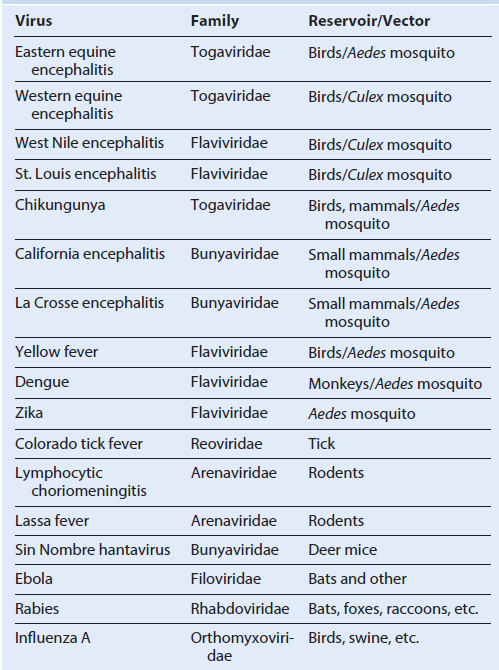 Virus Family Reservoir/Vector
Eastern equine Togaviridae Birds/Aedes mosquito
encephalitis
Western equine Togaviridae Birds/Culex mosquito
encephalitis
West Nile encephalitis Flaviviridae Birds/Culex mosquito
St. Louis encephalitis Flaviviridae Birds/Culex mosquito
Chikungunya Togaviridae Birds, mammals/Aedes
mosquito
California encephalitis Bunyaviridae Small mammals/Aedes
mosquito
La Crosse encephalitis Bunyaviridae Small mammals/Aedes
mosquito
Yellow fever Flaviviridae Birds/Aedes mosquito
Dengue Flaviviridae Monkeys/Aedes mosquito
Zika Flaviviridae Aedes mosquito
Colorado tick fever Reoviridae Tick
Lymphocytic Arenaviridae Rodents
choriomeningitis
Lassa fever Arenaviridae Rodents
Sin Nombre hantavirus Bunyaviridae Deer mice
Ebola Filoviridae Bats and other
Rabies Rhabdoviridae Bats, foxes, raccoons, etc.
Influenza A Orthomyxoviri- Birds, swine, etc.
dae